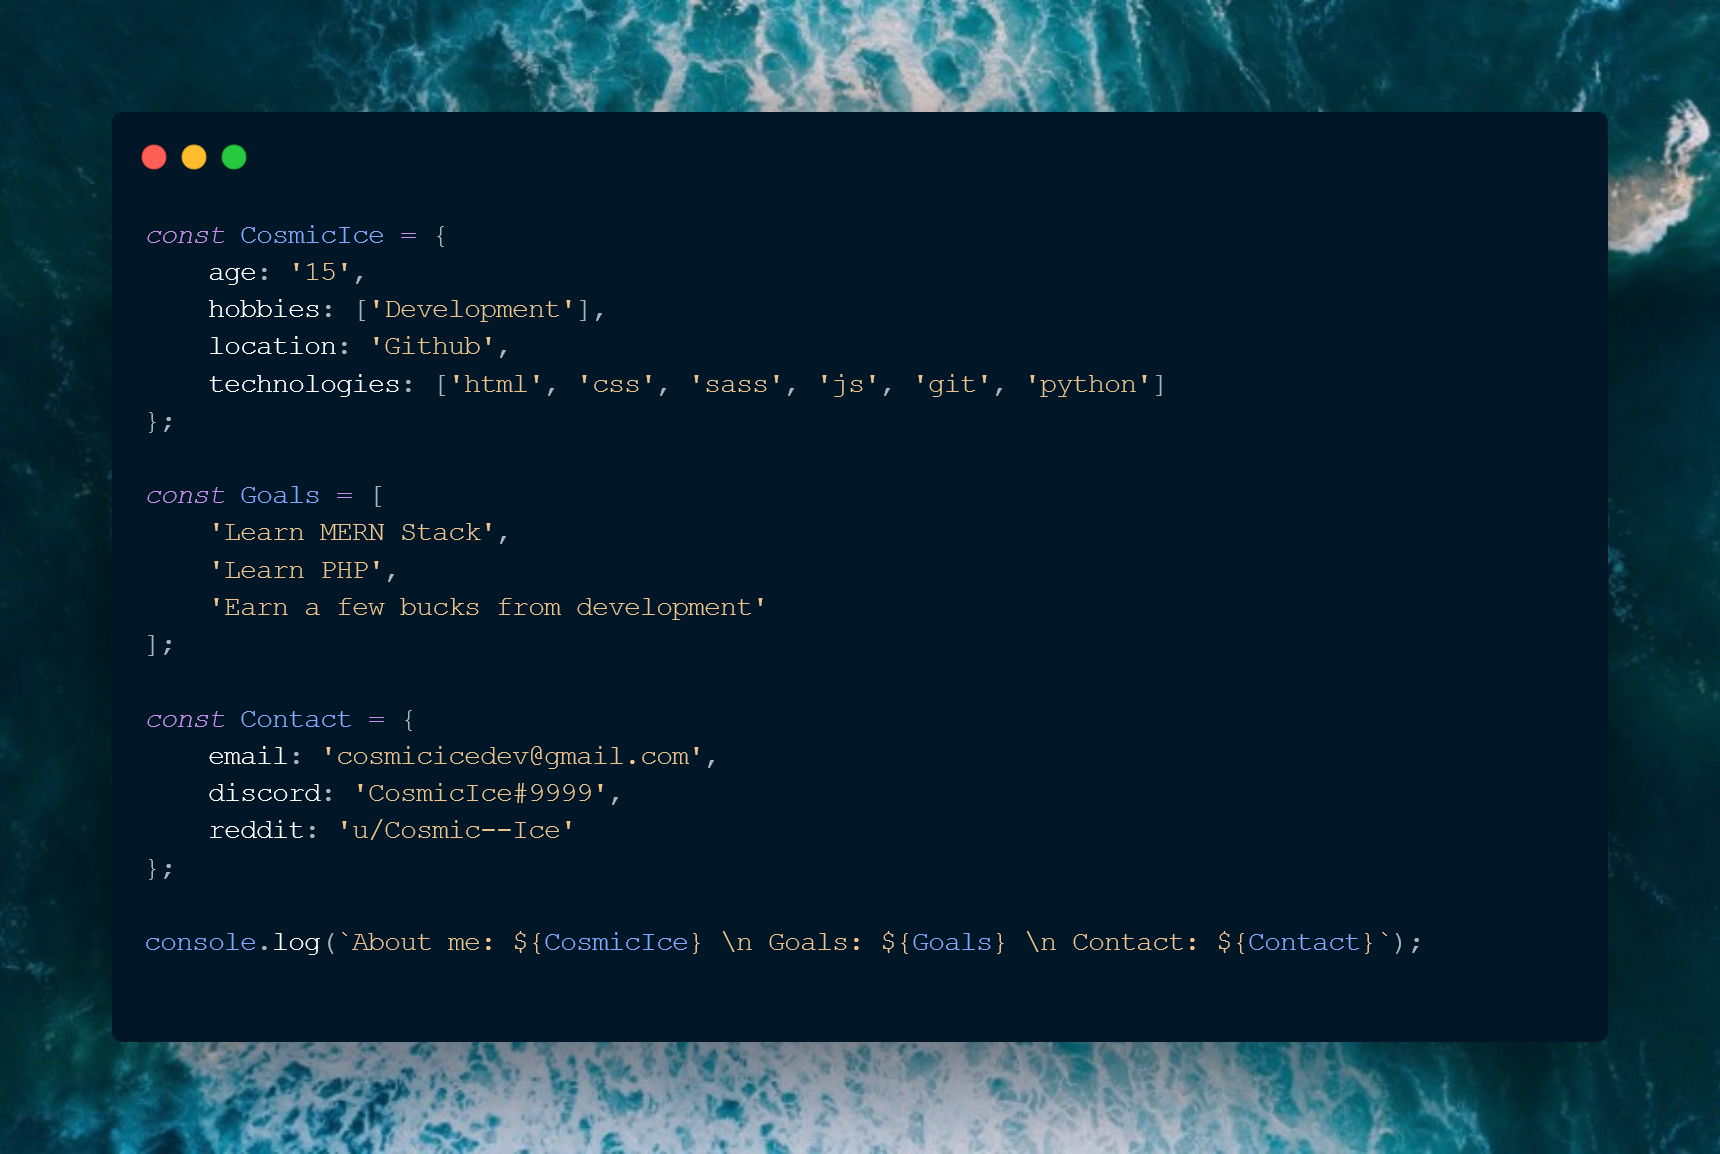 const CosmicIce = {
    age: '15',
    hobbies: ['Development'],
    location: 'Github',
    technologies: ['html', 'css', 'sass', 'js', 'git', 'python']
};

const Goals = [
    'Learn MERN Stack',
    'Learn PHP',
    'Earn a few bucks from development'
];

const Contact = {
    email: 'cosmicicedev@gmail.com',
    discord: 'CosmicIce#9999',
    reddit: 'u/Cosmic--Ice'
};

console.log(`About me: ${CosmicIce} \n Goals: ${Goals} \n Contact: ${Contact}`);